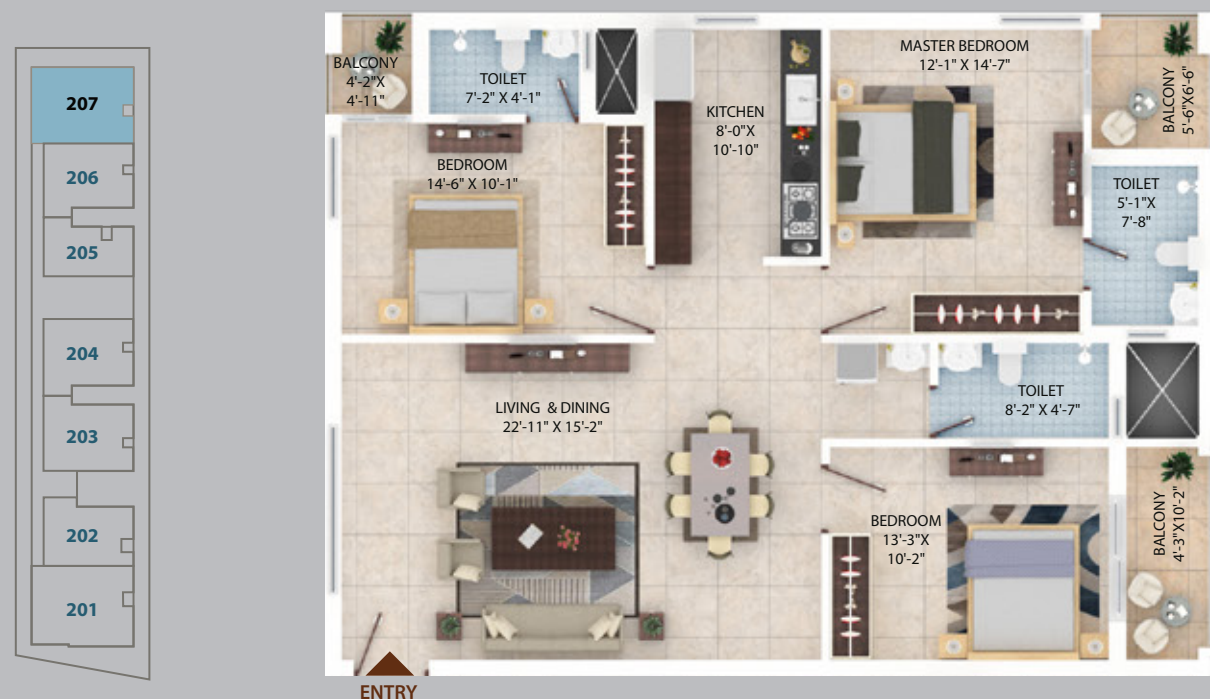 207
206
205
204
203
202
201
BALCONY
4'-2"X
4'-11"
TOILET
7'-2" X 4'-1"
KITCHEN
8'-0"X
10'-10"
MASTER BEDROOM
12'-1" X 14'-7"
BALCONY
5'-6"X6'-6"
BEDROOM
14'-6" X 10'-1"
TOILET
5'-1"X
7'-8"
LIVING & DINING
22'-11" X 15'-2"
TOILET
8'-2" X 4'-7"
BEDROOM
13'-3"X
10'-2"
BALCONY
4'-3"X10'-2"
ENTRY